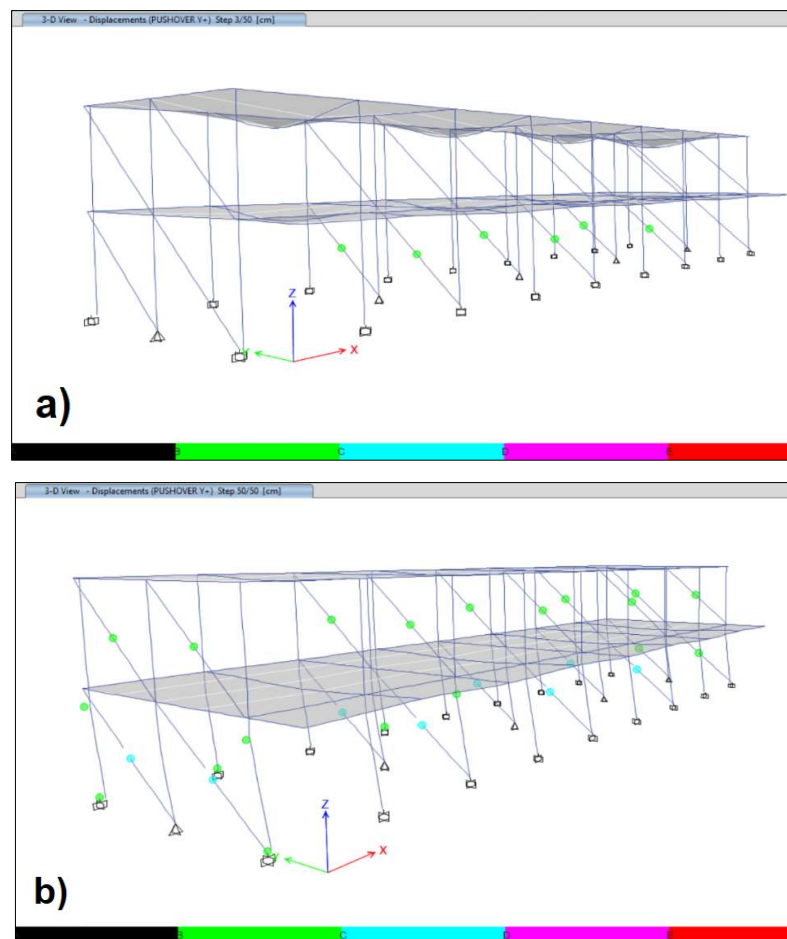 3-D View - Displacements (PUSHOVER Y+) Step 3/50 [cm]
Z
X
a)
B C D E
3-D View - Displacements (PUSHOVER Y+) Step 50/50 [cm]
Z
X
b)
B C D E